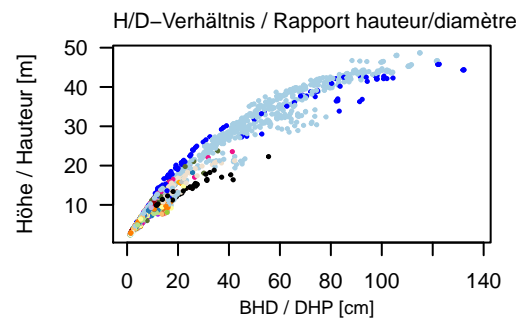 H/D−Verhältnis / Rapport hauteur/diamètre
Höhe / Hauteur [m]
50
40
30
20
10
0 20 40 60 80 100 140
BHD / DHP [cm]